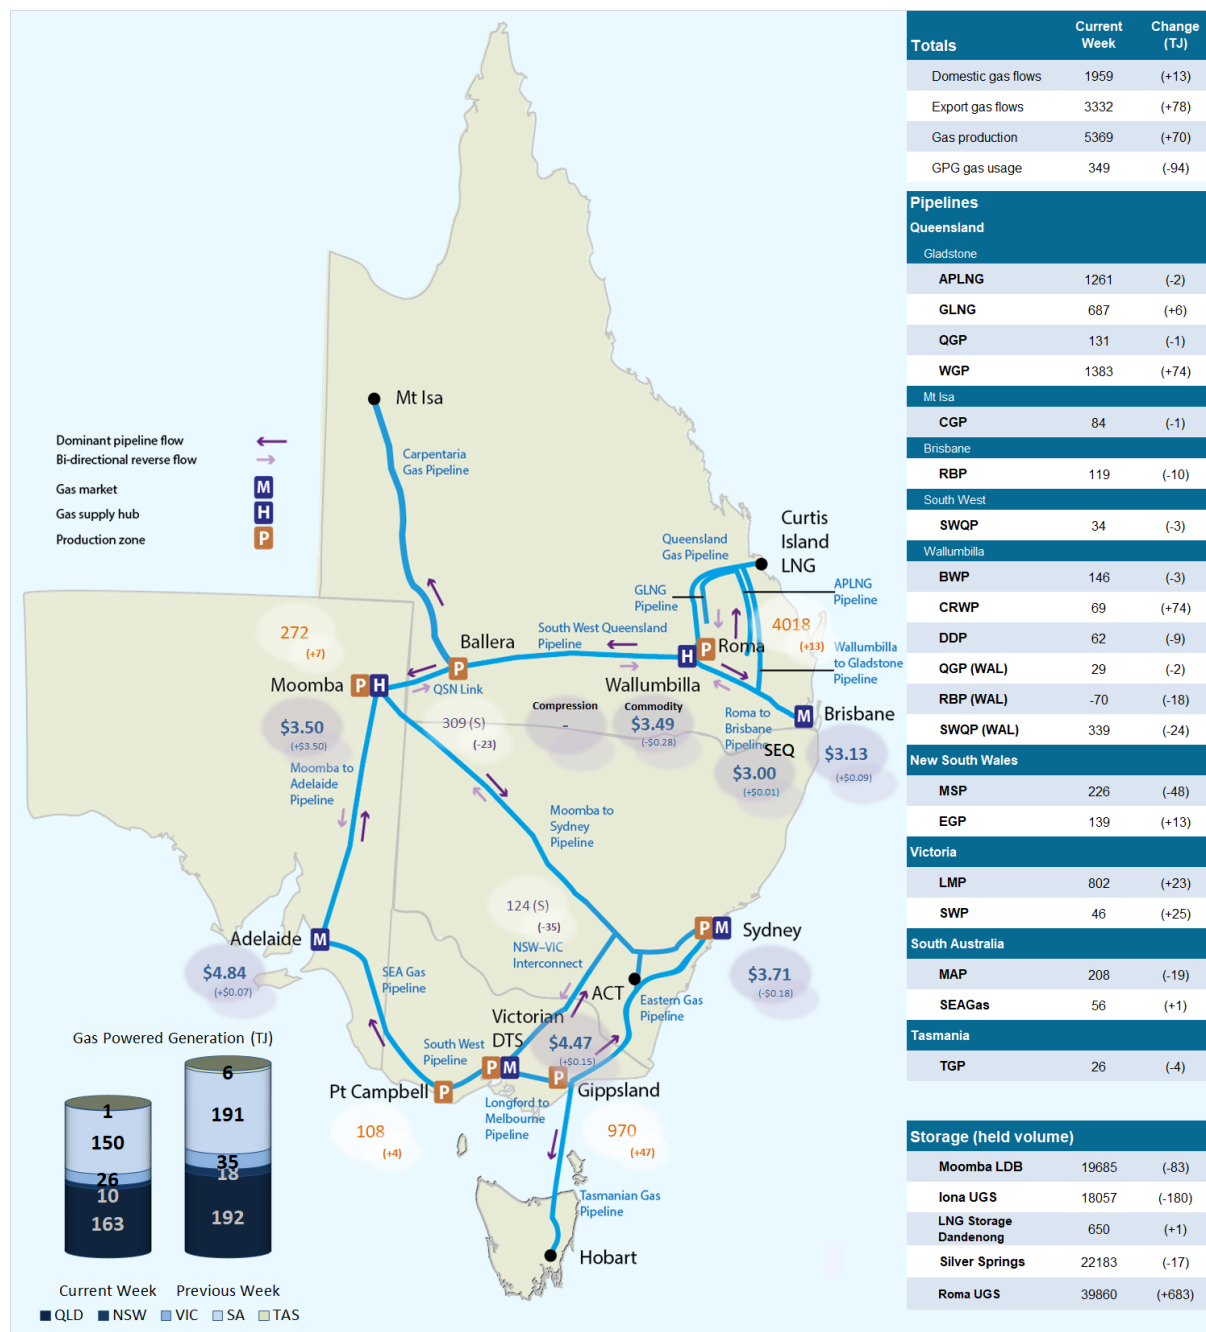 Totals Current Week Change (TJ)
Domestic gas flows 1959 (+13)
Export gas flows 3332 (+78)
Gas production 5369 (+70)
GPG gas usage 349 (-94)
Pipelines
Queensland
Gladstone
APLNG 1261 (-2)
GLNG 687 (+6)
QGP 131 (-1)
WGP 1383 (+74)
Mt Isa
CGP 84 (-1)
Brisbane
RBP 119 (-10)
South West
SWQP 34 (-3)
Wallumbilla
BWP 146 (-3)
CRWP 69 (+74)
DDP 62 (-9)
QGP (WAL) 29 (-2)
RBP (WAL) -70 (-18)
SWQP (WAL) 339 (-24)
New South Wales
MSP 226 (-48)
EGP 139 (+13)
Victoria
LMP 802 (+23)
SWP 46 (+25)
South Australia
MAP 208 (-19)
SEAGas 56 (+1)
Tasmania
TGP 26 (-4)
Storage (held volume)
Moomba LDB 19685 (-83)
Iona UGS 18057 (-180)
LNG Storage
Dandenong 650 (+1)
Silver Springs 22183 (-17)
Roma UGS 39860 (+683)
Dominant pipeline flow
Bi-directional reverse flow
Gas market M
Gas supply hub H
Production zone P
Mt Isa
Carpentaria
Gas Pipeline
Curtis
Island
LNG
Queensland
Gas Pipeline
GLNG
Pipeline
APLNG
Pipeline
4018
(+13)
Wallumbilla
to Gladstone
Pipeline
272
(+7)
Ballera
P
South West Queensland
Pipeline
H P Roma
Wallumbilla
Moomba P H
QSN Link
$3.50
(+$3.50)
309 (S)
(-23)
Compression
-
Commodity
$3.49
(-$0.28)
Roma to
Brisbane
Pipeline
M Brisbane
SEQ
$3.00
(+$0.01)
$3.13
(+$0.09)
Moomba to
Adelaide
Pipeline
Moomba to
Sydney
Pipeline
124 (S)
(-35)
NSW–VIC
Interconnect
P M Sydney
$3.71
(-$0.18)
Adelaide M
$4.84
(+$0.07)
SEA Gas
Pipeline
ACT
Eastern Gas
Pipeline
Victorian
DTS
$4.47
(+$0.15)
South West
Pipeline
P M
P
Gippsland
Pt Campbell P
108
(+4)
Longford to
Melbourne
Pipeline
970
(+47)
Tasmanian Gas
Pipeline
Hobart
Gas Powered Generation (TJ)
1
150
26
10
163
6
191
35
18
192
Current Week Previous Week
QLD NSW VIC SA TAS